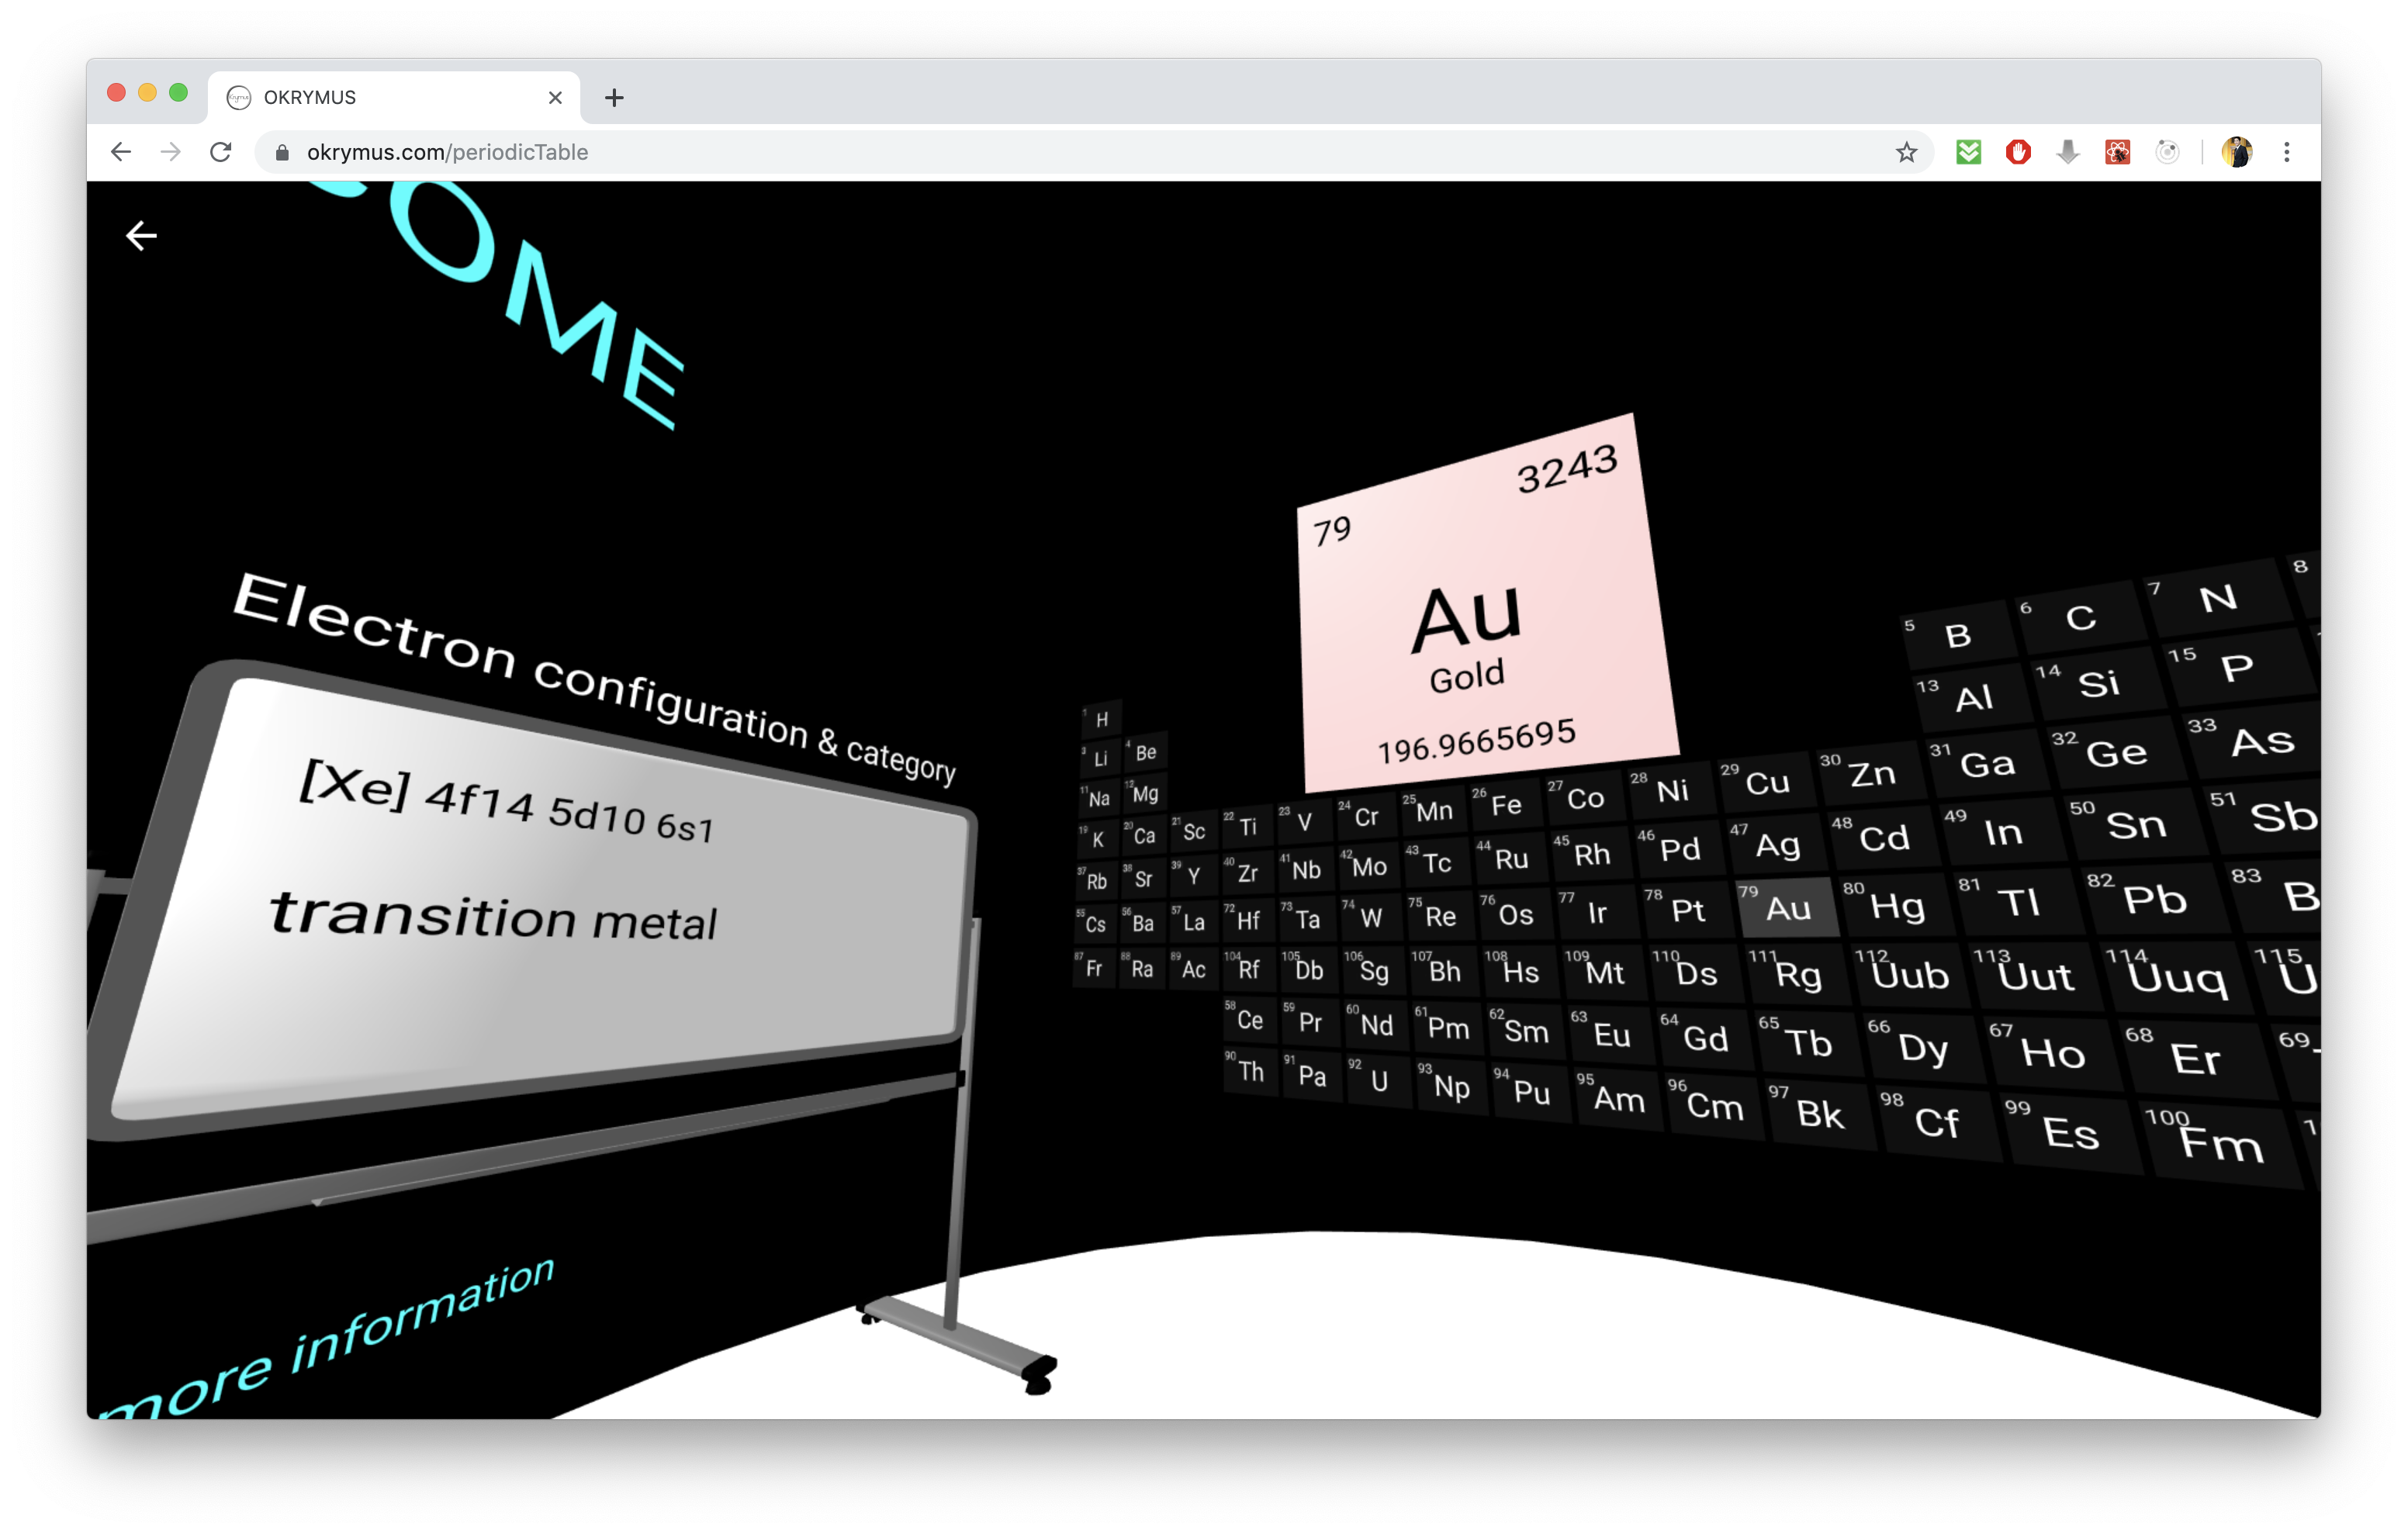 OKRYMUS
okrymus.com/periodicTable
OME
Electron configuration & category
[Xe] 4f14 5d10 6s1
transition metal
more information
3243
79
Au
Gold
196.9665695
5 B 6 C 7 N 8
1 H 13 Al 14 Si 15 P
3 Li 4 Be 31 Ga 32 Ge 33 As
11 Na 12 Mg
19 K 20 Ca 21 Sc 22 Ti 23 V 24 Cr 25 Mn 26 Fe 27 Co 28 Ni 29 Cu 30 Zn
37 Rb 38 Sr 39 Y 40 Zr 41 Nb 42 Mo 43 Tc 44 Ru 45 Rh 46 Pd 47 Ag 48 Cd 49 In 50 Sn 51 Sb
55 Cs 56 Ba 57 La 72 Hf 73 Ta 74 W 75 Re 76 Os 77 Ir 78 Pt 79 Au 80 Hg 81 Tl 82 Pb 83 B
87 Fr 88 Ra 89 Ac 104 Rf 105 Db 106 Sg 107 Bh 108 Hs 109 Mt 110 Ds 111 Rg 112 Uub 113 Uut 114 Uuq 115 U
58 Ce 59 Pr 60 Nd 61 Pm 62 Sm 63 Eu 64 Gd 65 Tb 66 Dy 67 Ho 68 Er 69
90 Th 91 Pa 92 U 93 Np 94 Pu 95 Am 96 Cm 97 Bk 98 Cf 99 Es 100 Fm